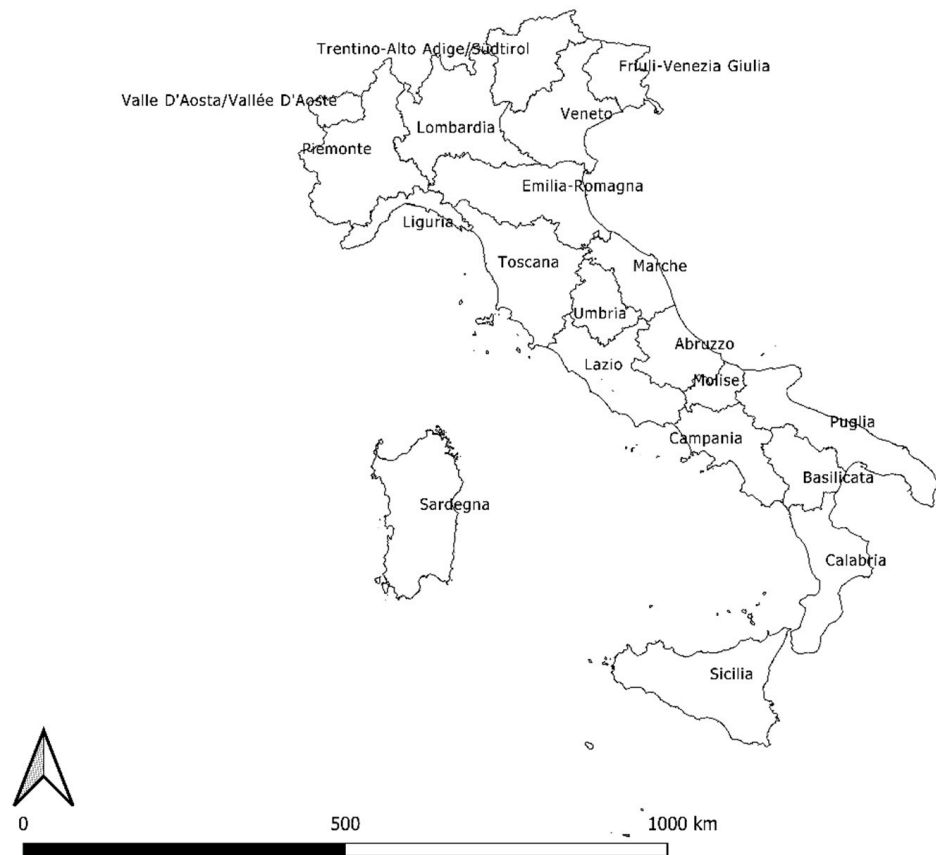 Trentino-Alto Adige/Südtirol
Friuli-Venezia Giulia
Valle D'Aosta/Vallée D'Aoste
Veneto
Lombardia
Piemonte
Emilia-Romagna
Liguria
Toscana
Marche
Umbria
Abruzzo
Lazio
Molise
Puglia
Campania
Basilicata
Sardegna
Calabria
Sicilia
0 500 1000 km